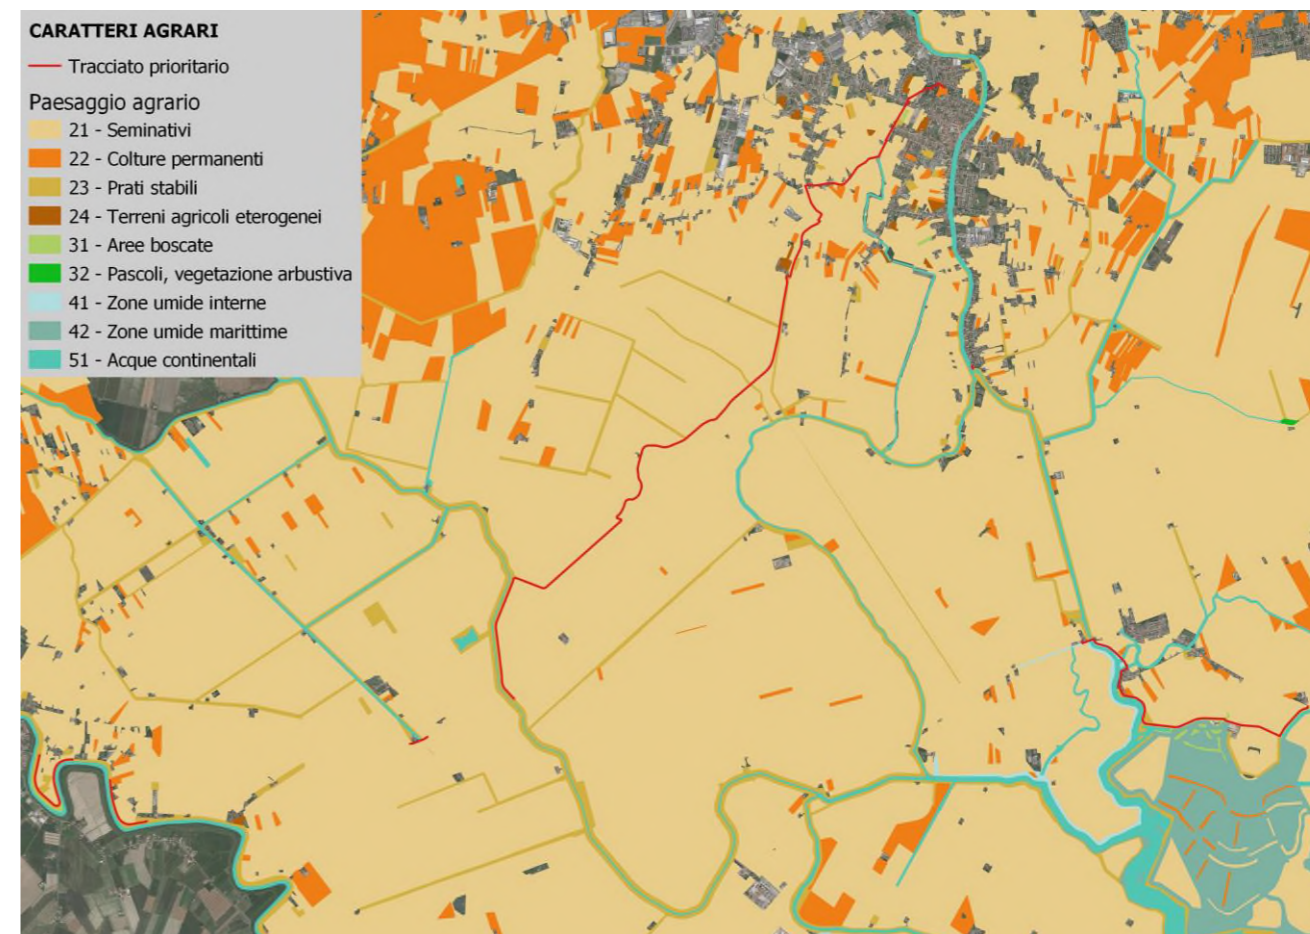 CARATTERI AGRARI
Tracciato prioritario
Paesaggio agrario
21 - Seminativi
22 - Colture permanenti
23 - Prati stabili
24 - Terreni agricoli eterogenei
31 - Aree boscate
32 - Pascoli, vegetazione arbustiva
41 - Zone umide interne
42 - Zone umide marittime
51 - Acque continentali